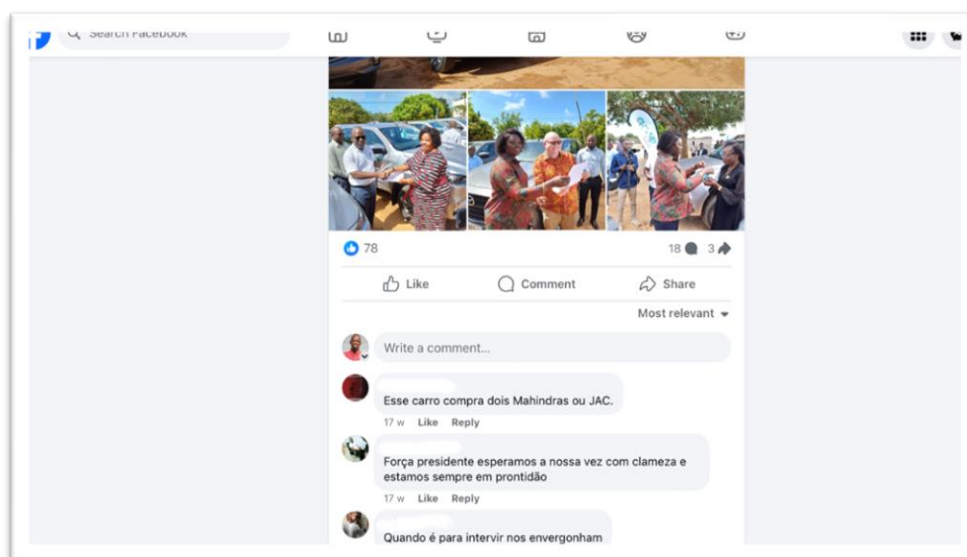 Search Facebook
78
18 3
Like Comment Share
Most relevant
Write a comment...
Esse carro compra dois Mahindras ou JAC.
17 w Like Reply
Força presidente esperamos a nossa vez com clameza e
estamos sempre em prontidão
17 w Like Reply
Quando é para intervir nos envergonham